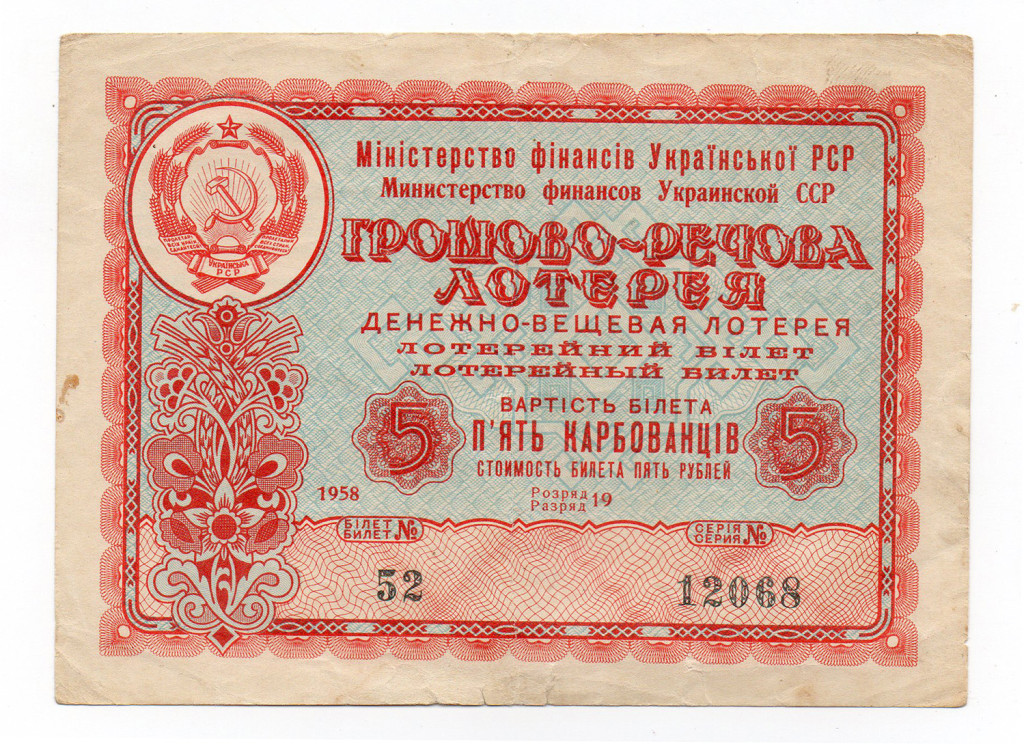 Міністерство фінансів Української РСР
Министерство финансов Украинской ССР
ГРОШОВО-РЕЧОВА
ЛОТЕРЕЯ
ДЕНЕЖНО-ВЕЩЕВАЯ ЛОТЕРЕЯ
ЛОТЕРЕЙНИЙ БІЛЕТ
ЛОТЕРЕЙНЫЙ БИЛЕТ
УКРАЇНСЬКА
РСР
ВАРТІСТЬ БІЛЕТА
5 П'ЯТЬ КАРБОВАНЦІВ 5
СТОИМОСТЬ БИЛЕТА ПЯТЬ РУБЛЕЙ
1958
Розряд 19
Разряд
БІЛЕТ №
БИЛЕТ
СЕРІЯ №
СЕРИЯ
52
12068